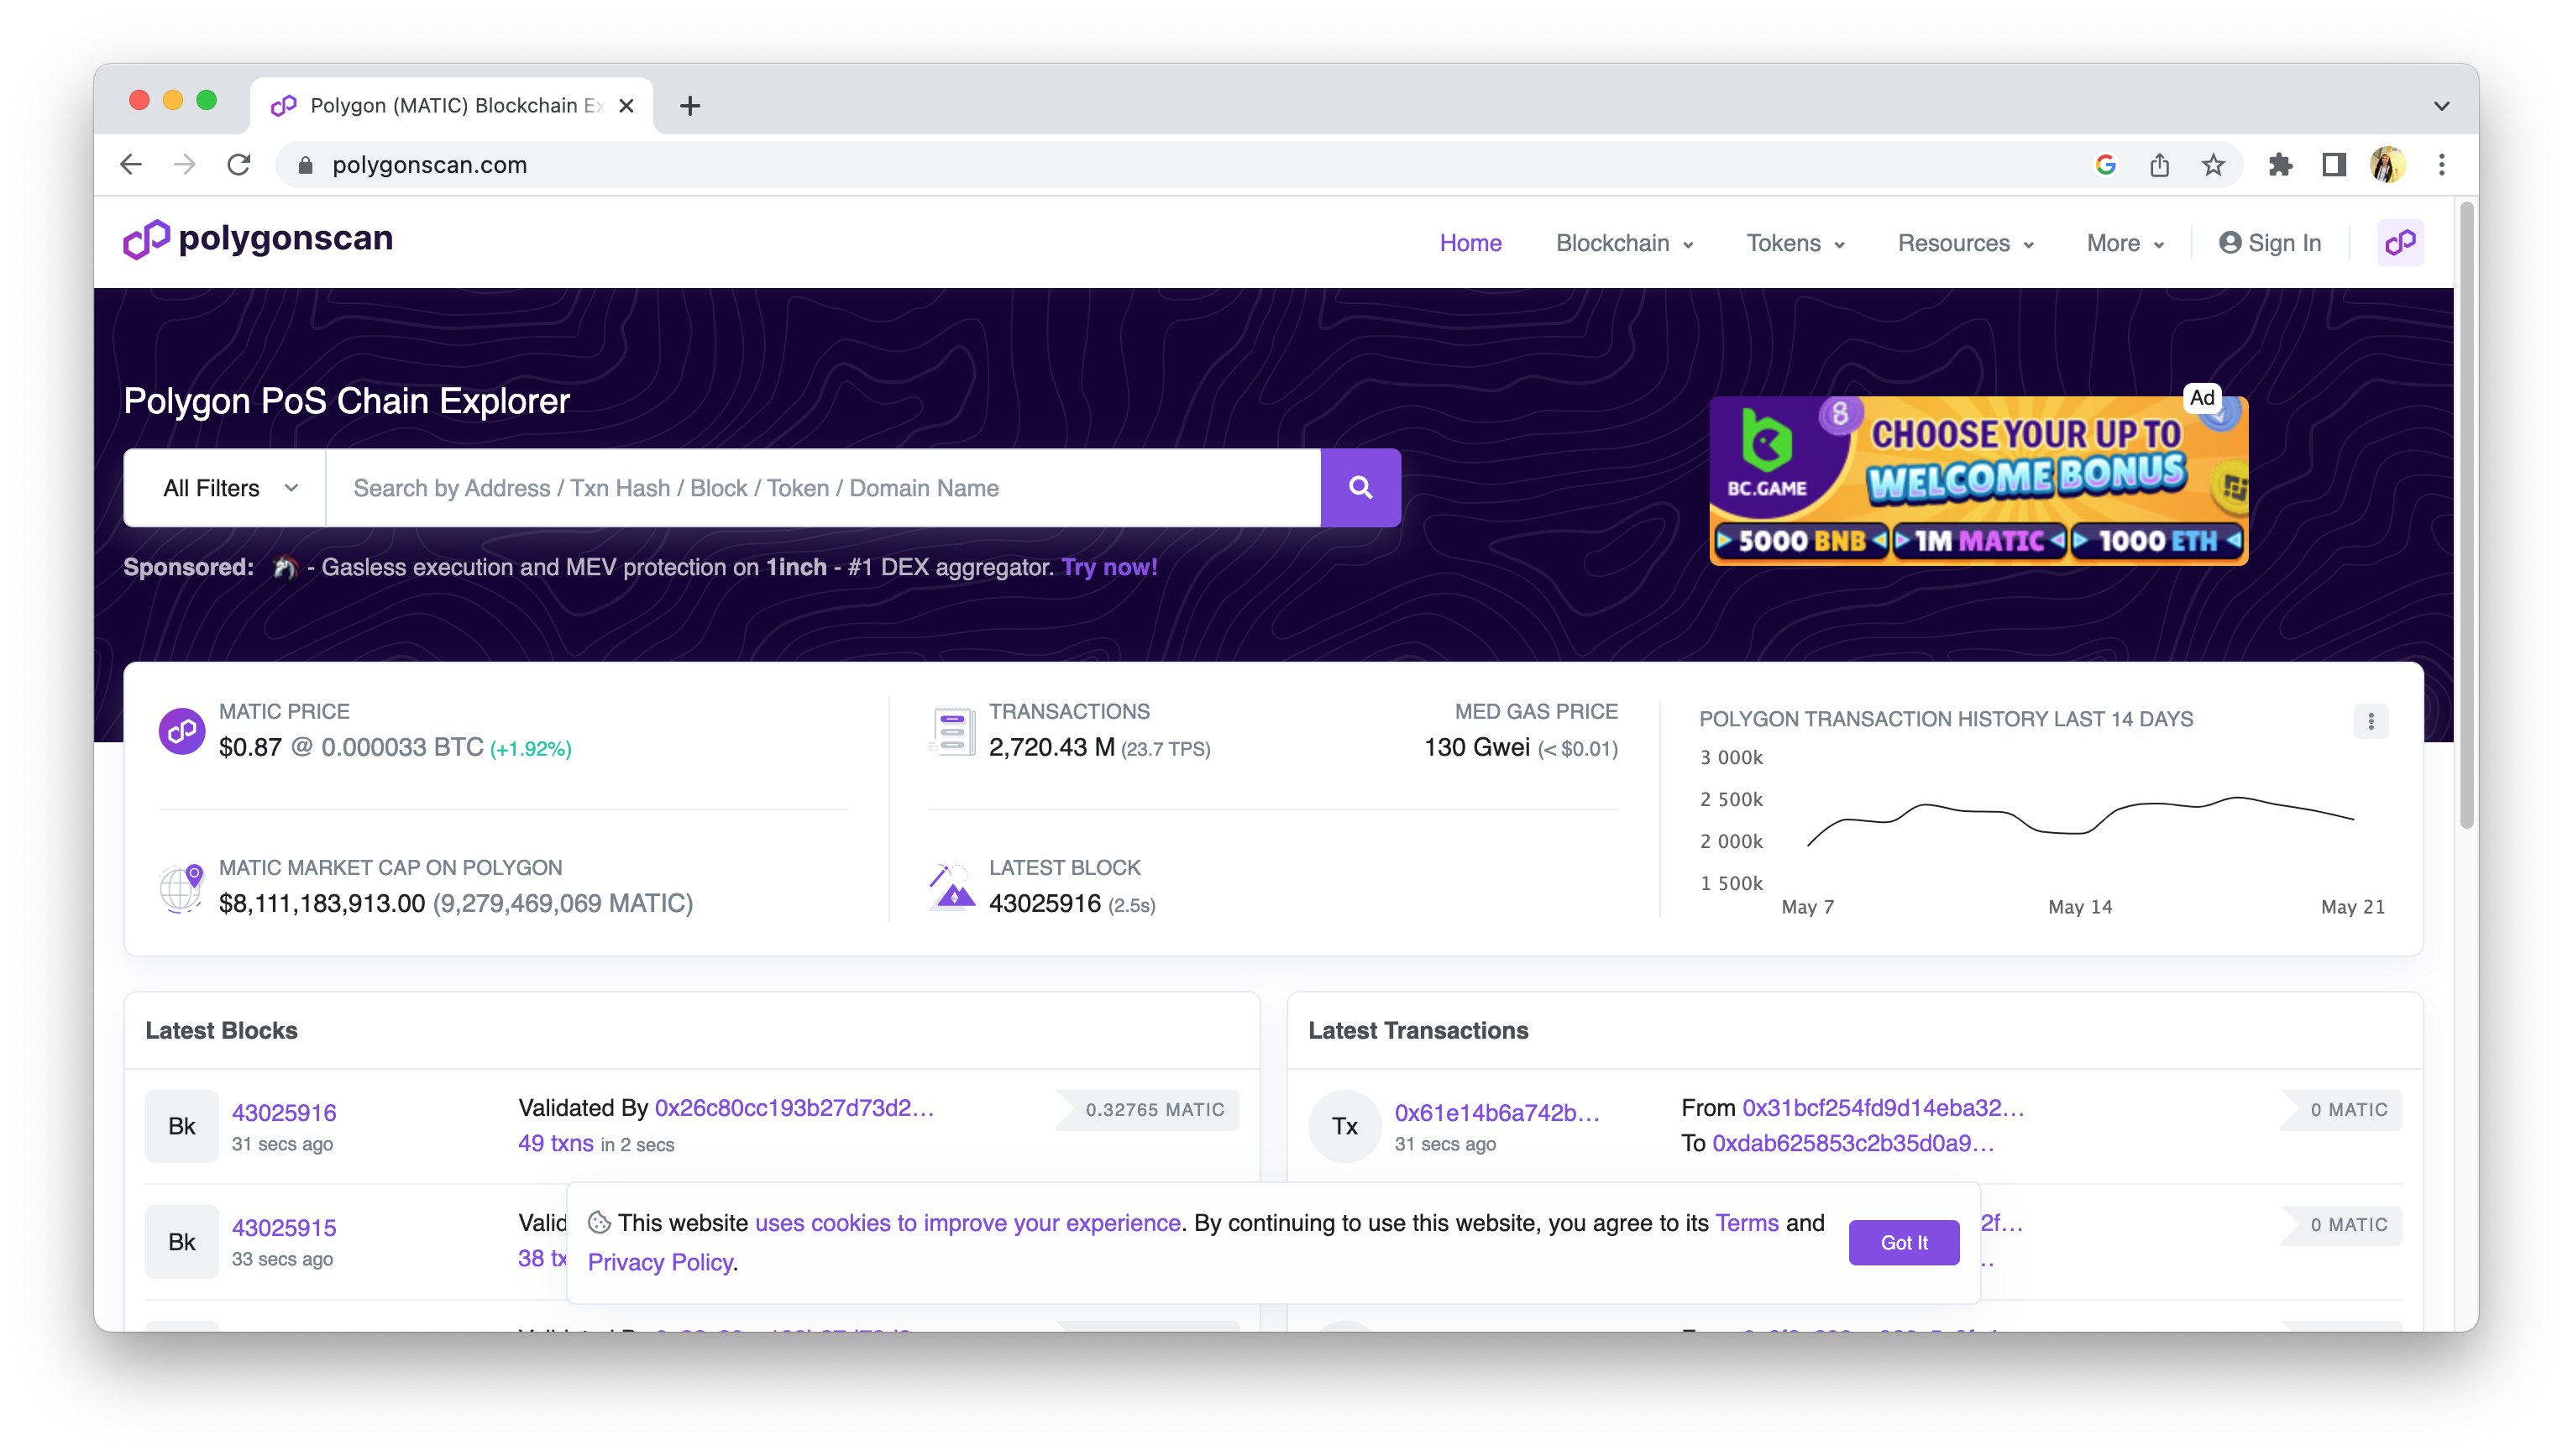 Polygon (MATIC) Blockchain Ex
polygonscan.com
polygonscan
Home Blockchain Tokens Resources More Sign In
Polygon PoS Chain Explorer
All Filters Search by Address / Txn Hash / Block / Token / Domain Name
Sponsored: - Gasless execution and MEV protection on 1inch - #1 DEX aggregator. Try now!
Ad
BC.GAME
CHOOSE YOUR UP TO
WELCOME BONUS
5000 BNB 1M MATIC 1000 ETH
MATIC PRICE
$0.87 @ 0.000033 BTC (+1.92%)
MATIC MARKET CAP ON POLYGON
$8,111,183,913.00 (9,279,469,069 MATIC)
TRANSACTIONS
2,720.43 M (23.7 TPS)
MED GAS PRICE
130 Gwei (< $0.01)
LATEST BLOCK
43025916 (2.5s)
POLYGON TRANSACTION HISTORY LAST 14 DAYS
3 000k
2 500k
2 000k
1 500k
May 7 May 14 May 21
Latest Blocks
Bk 43025916
31 secs ago
Validated By 0x26c80cc193b27d73d2...
49 txns in 2 secs
0.32765 MATIC
Bk 43025915
33 secs ago
Valid
38 tx
Latest Transactions
Tx 0x61e14b6a742b...
31 secs ago
From 0x31bcf254fd9d14eba32...
To 0xdab625853c2b35d0a9...
0 MATIC
2f...
0 MATIC
This website uses cookies to improve your experience. By continuing to use this website, you agree to its Terms and
Privacy Policy.
Got It